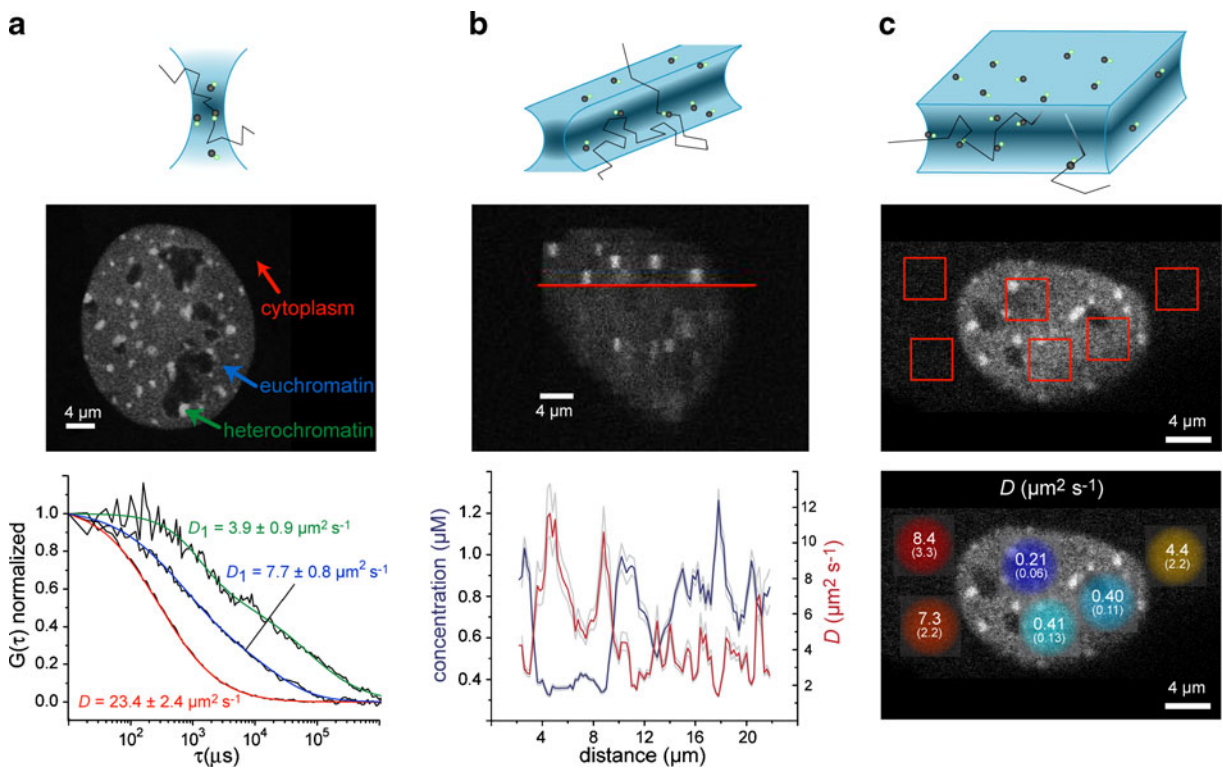 a
b
c
cytoplasm
euchromatin
heterochromatin
4 µm
4 µm
4 µm
G(τ) normalized
1.0
0.8
0.6
0.4
0.2
0.0
D₁ = 3.9 ± 0.9 µm² s⁻¹
D₁ = 7.7 ± 0.8 µm² s⁻¹
D = 23.4 ± 2.4 µm² s⁻¹
10² 10³ 10⁴ 10⁵
τ(µs)
concentration (µM)
1.2
1.0
0.8
0.6
0.4
12
10
8
6
4
2
D (µm² s⁻¹)
4 8 12 16 20
distance (µm)
D (µm² s⁻¹)
8.4
(3.3)
0.21
(0.06)
4.4
(2.2)
7.3
(2.2)
0.41
(0.13)
0.40
(0.11)
4 µm